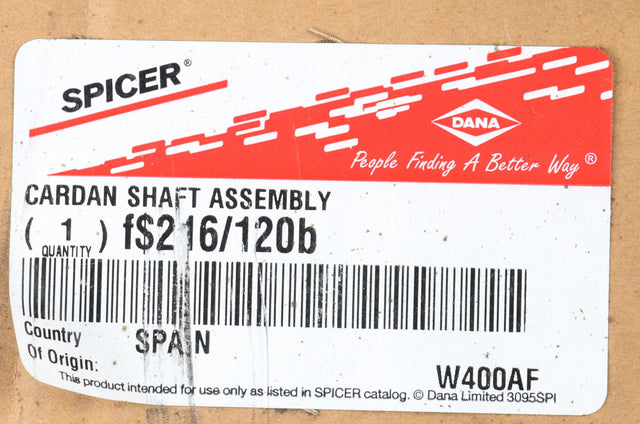 SPICER®
DANA
People Finding A Better Way ®
CARDAN SHAFT ASSEMBLY
( 1 ) f$216/120b
QUANTITY
Country
Of Origin:
SPAIN
W400AF
This product intended for use only as listed in SPICER catalog. © Dana Limited 3095SPI